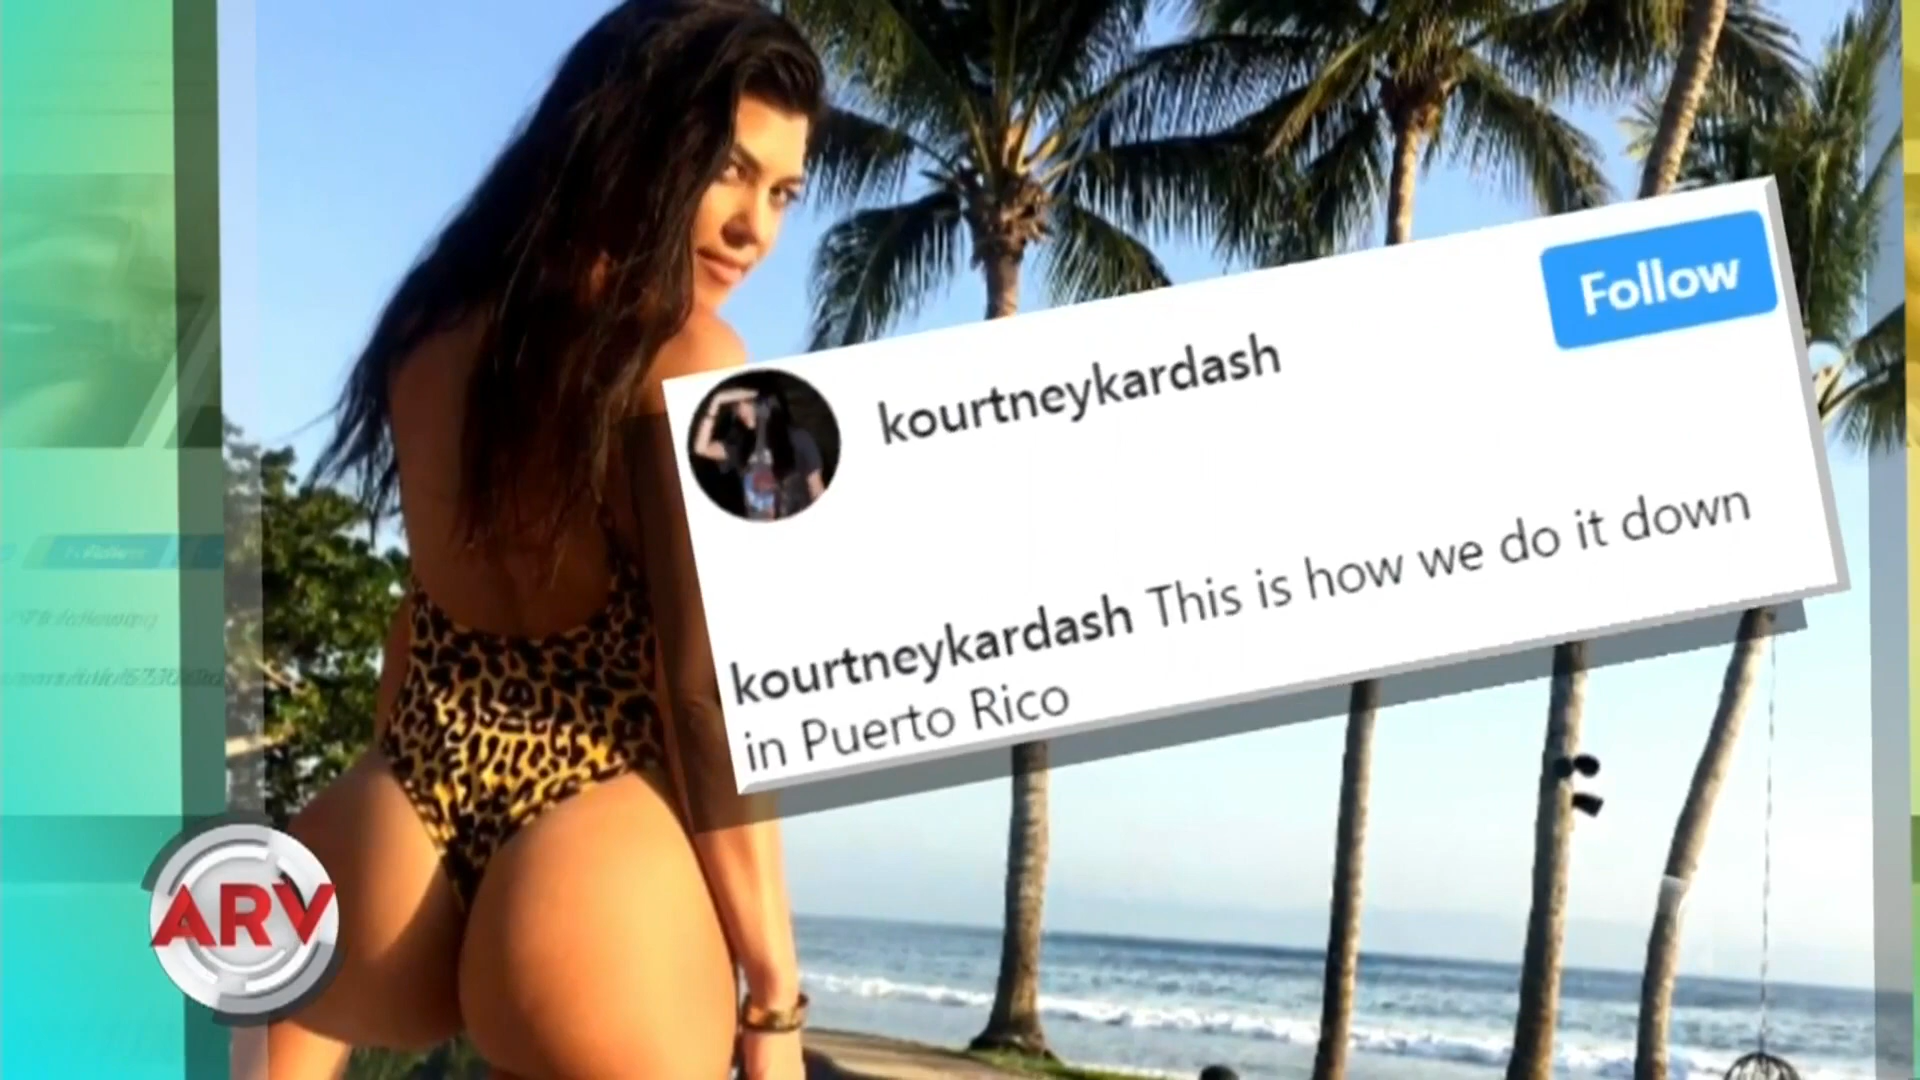 Follow
kourtneykardash
kourtneykardash This is how we do it down
in Puerto Rico
ARV